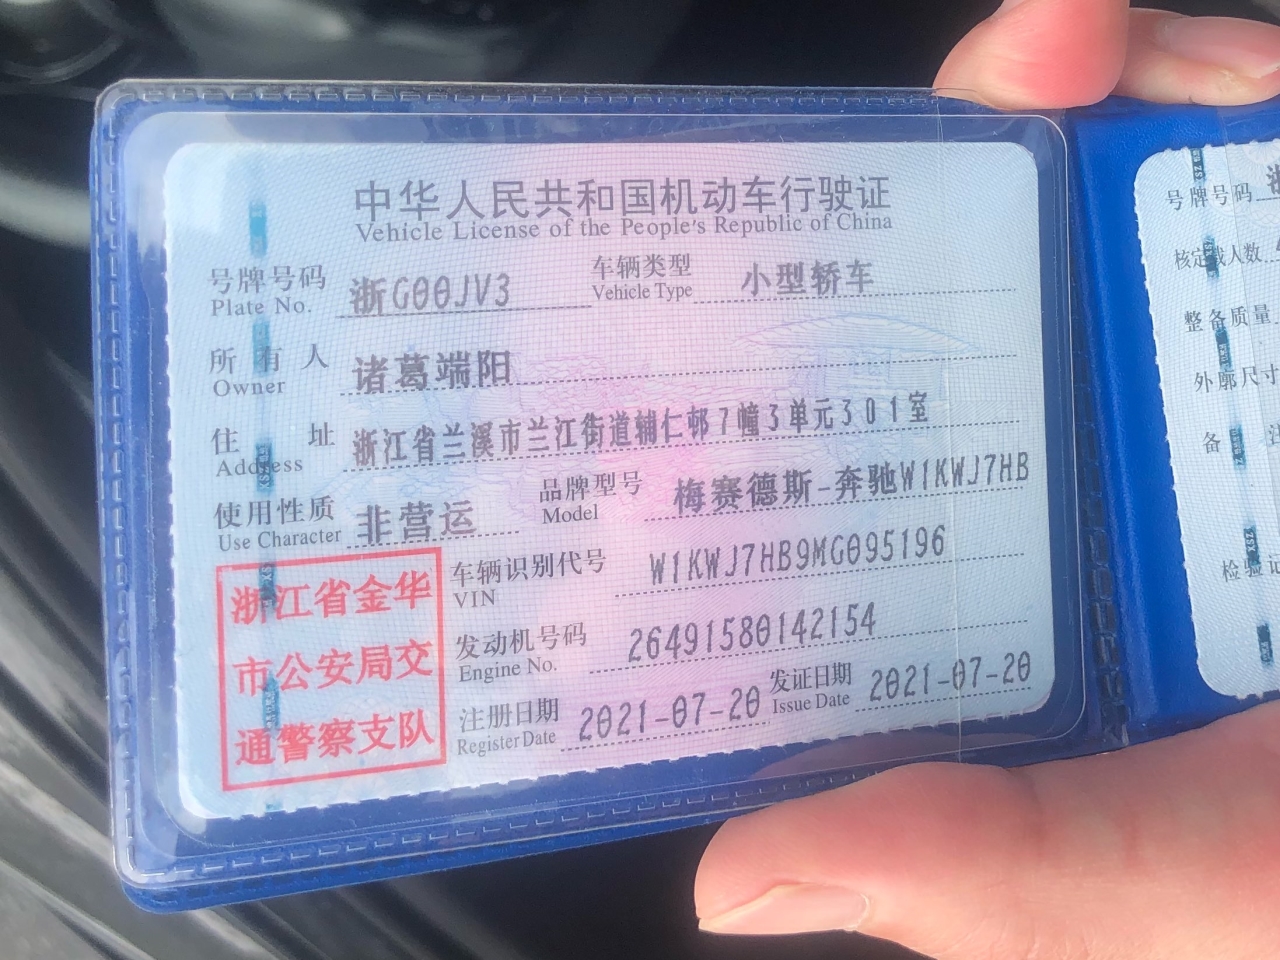 中华人民共和国机动车行驶证
Vehicle License of the People's Republic of China
号牌号码 浙G00JV3 车辆类型 小型轿车
Plate No. Vehicle Type
所有人 诸葛端阳
Owner
住址 浙江省兰溪市兰江街道辅仁邨7幢3单元301室
Address
使用性质 非营运 品牌型号 梅赛德斯-奔驰W1KWJ7HB
Use Character Model
车辆识别代号 W1KWJ7HB9MG095196
VIN
发动机号码 26491580142154
Engine No.
注册日期 2021-07-20 发证日期 2021-07-20
Register Date Issue Date
浙江省金华
市公安局交
通警察支队
号牌号码
核定载人数
整备质量
外廓尺寸
备
检验记